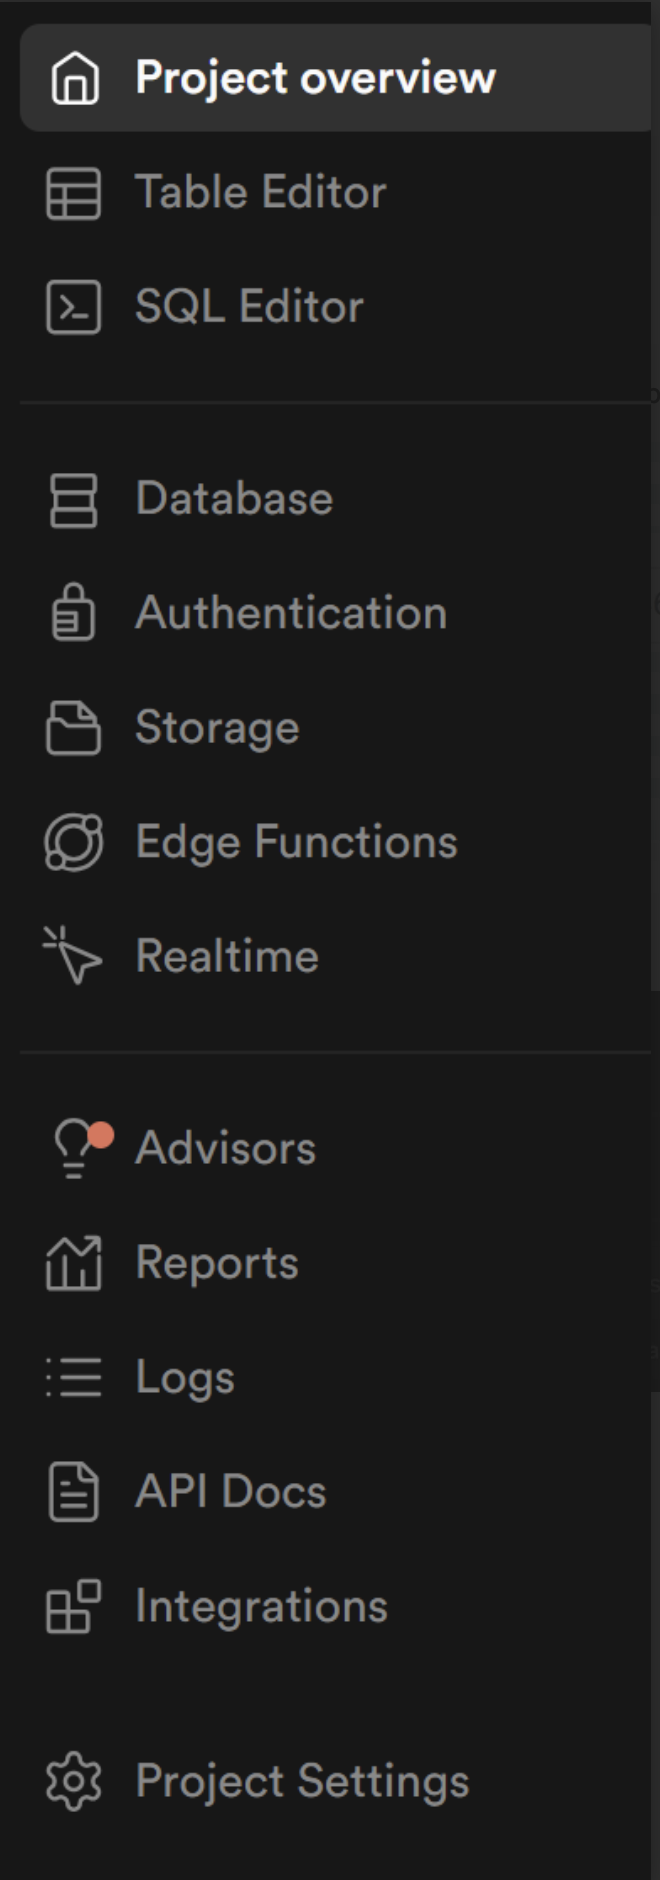 Project overview
Table Editor
SQL Editor
Database
Authentication
Storage
Edge Functions
Realtime
Advisors
Reports
Logs
API Docs
Integrations
Project Settings